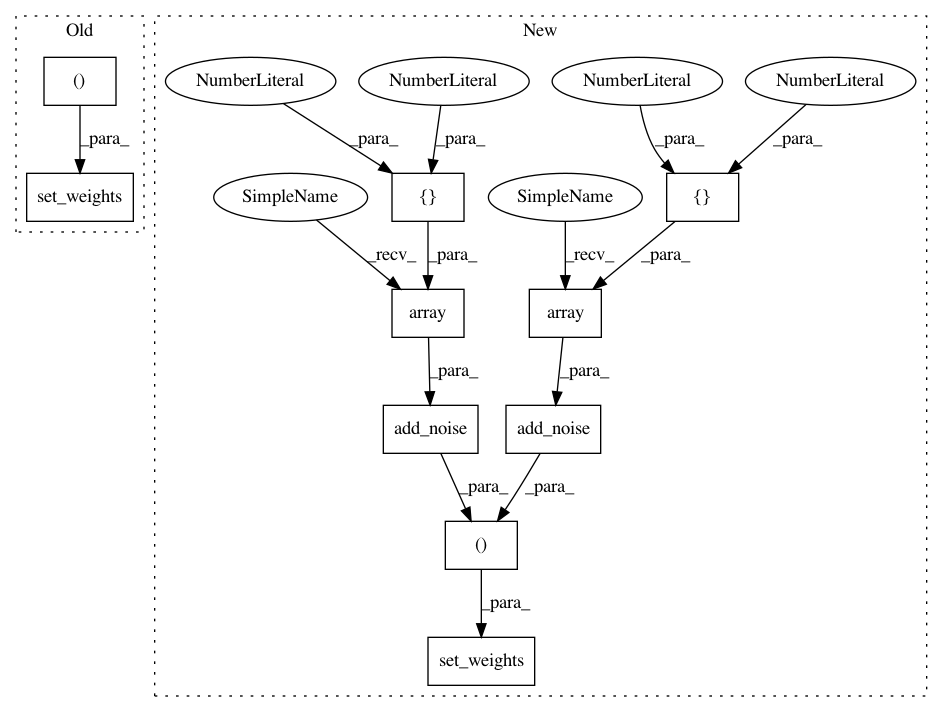 Old
New
()
NumberLiteral
NumberLiteral
NumberLiteral
NumberLiteral
_para_
_para_
_para_
_para_
_para_
set_weights
SimpleName
{}
SimpleName
{}
_recv_
_para_
_recv_
_para_
array
array
_para_
_para_
add_noise
add_noise
_para_
_para_
()
_para_
set_weights